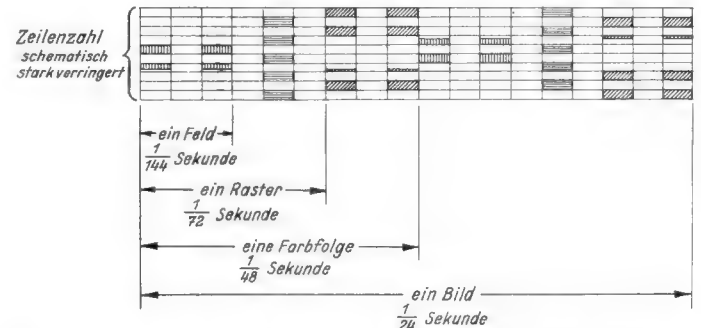 Zeilenzahl
schematisch
stark verringert
ein Feld
1/144 Sekunde
ein Raster
1/72 Sekunde
eine Farbfolge
1/48 Sekunde
ein Bild
1/24 Sekunde